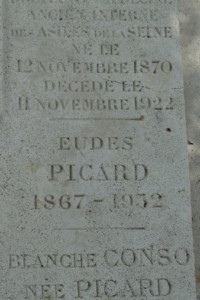 ANCIEN INTERNE
DES ASILES DE LA SEINE
NÉ LE
12 NOVEMBRE 1870
DÉCÉDÉ LE
11 NOVEMBRE 1922
EUDES
PICARD
1867 - 1932
BLANCHE CONSO
NÉE PICARD